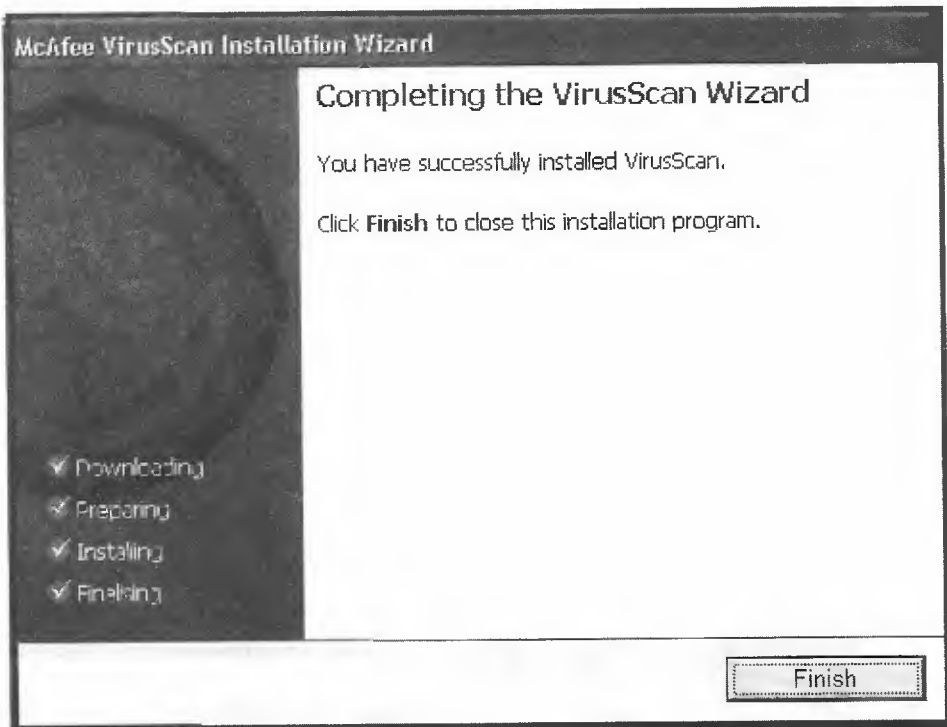 McAfee VirusScan Installation Wizard
Completing the VirusScan Wizard
You have successfully installed VirusScan.
Click Finish to close this installation program.
Downloading
Preparing
Installing
Finalising
Finish